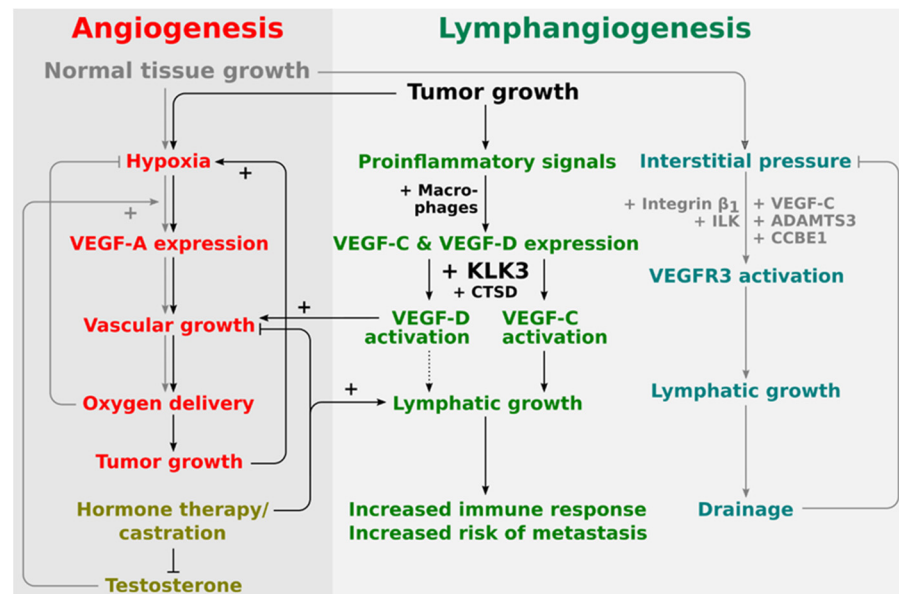 Angiogenesis
Lymphangiogenesis
Normal tissue growth
Tumor growth
Hypoxia
+
Proinflammatory signals
Interstitial pressure
+ Macro-
phages
+ Integrin β1
+ ILK
+ VEGF-C
+ ADAMTS3
+ CCBE1
+
VEGF-A expression
VEGF-C & VEGF-D expression
+ KLK3
+ CTSD
VEGFR3 activation
+
Vascular growth
VEGF-D
activation
VEGF-C
activation
+
Oxygen delivery
Lymphatic growth
Lymphatic growth
Tumor growth
Hormone therapy/
castration
Increased immune response
Increased risk of metastasis
Drainage
Testosterone